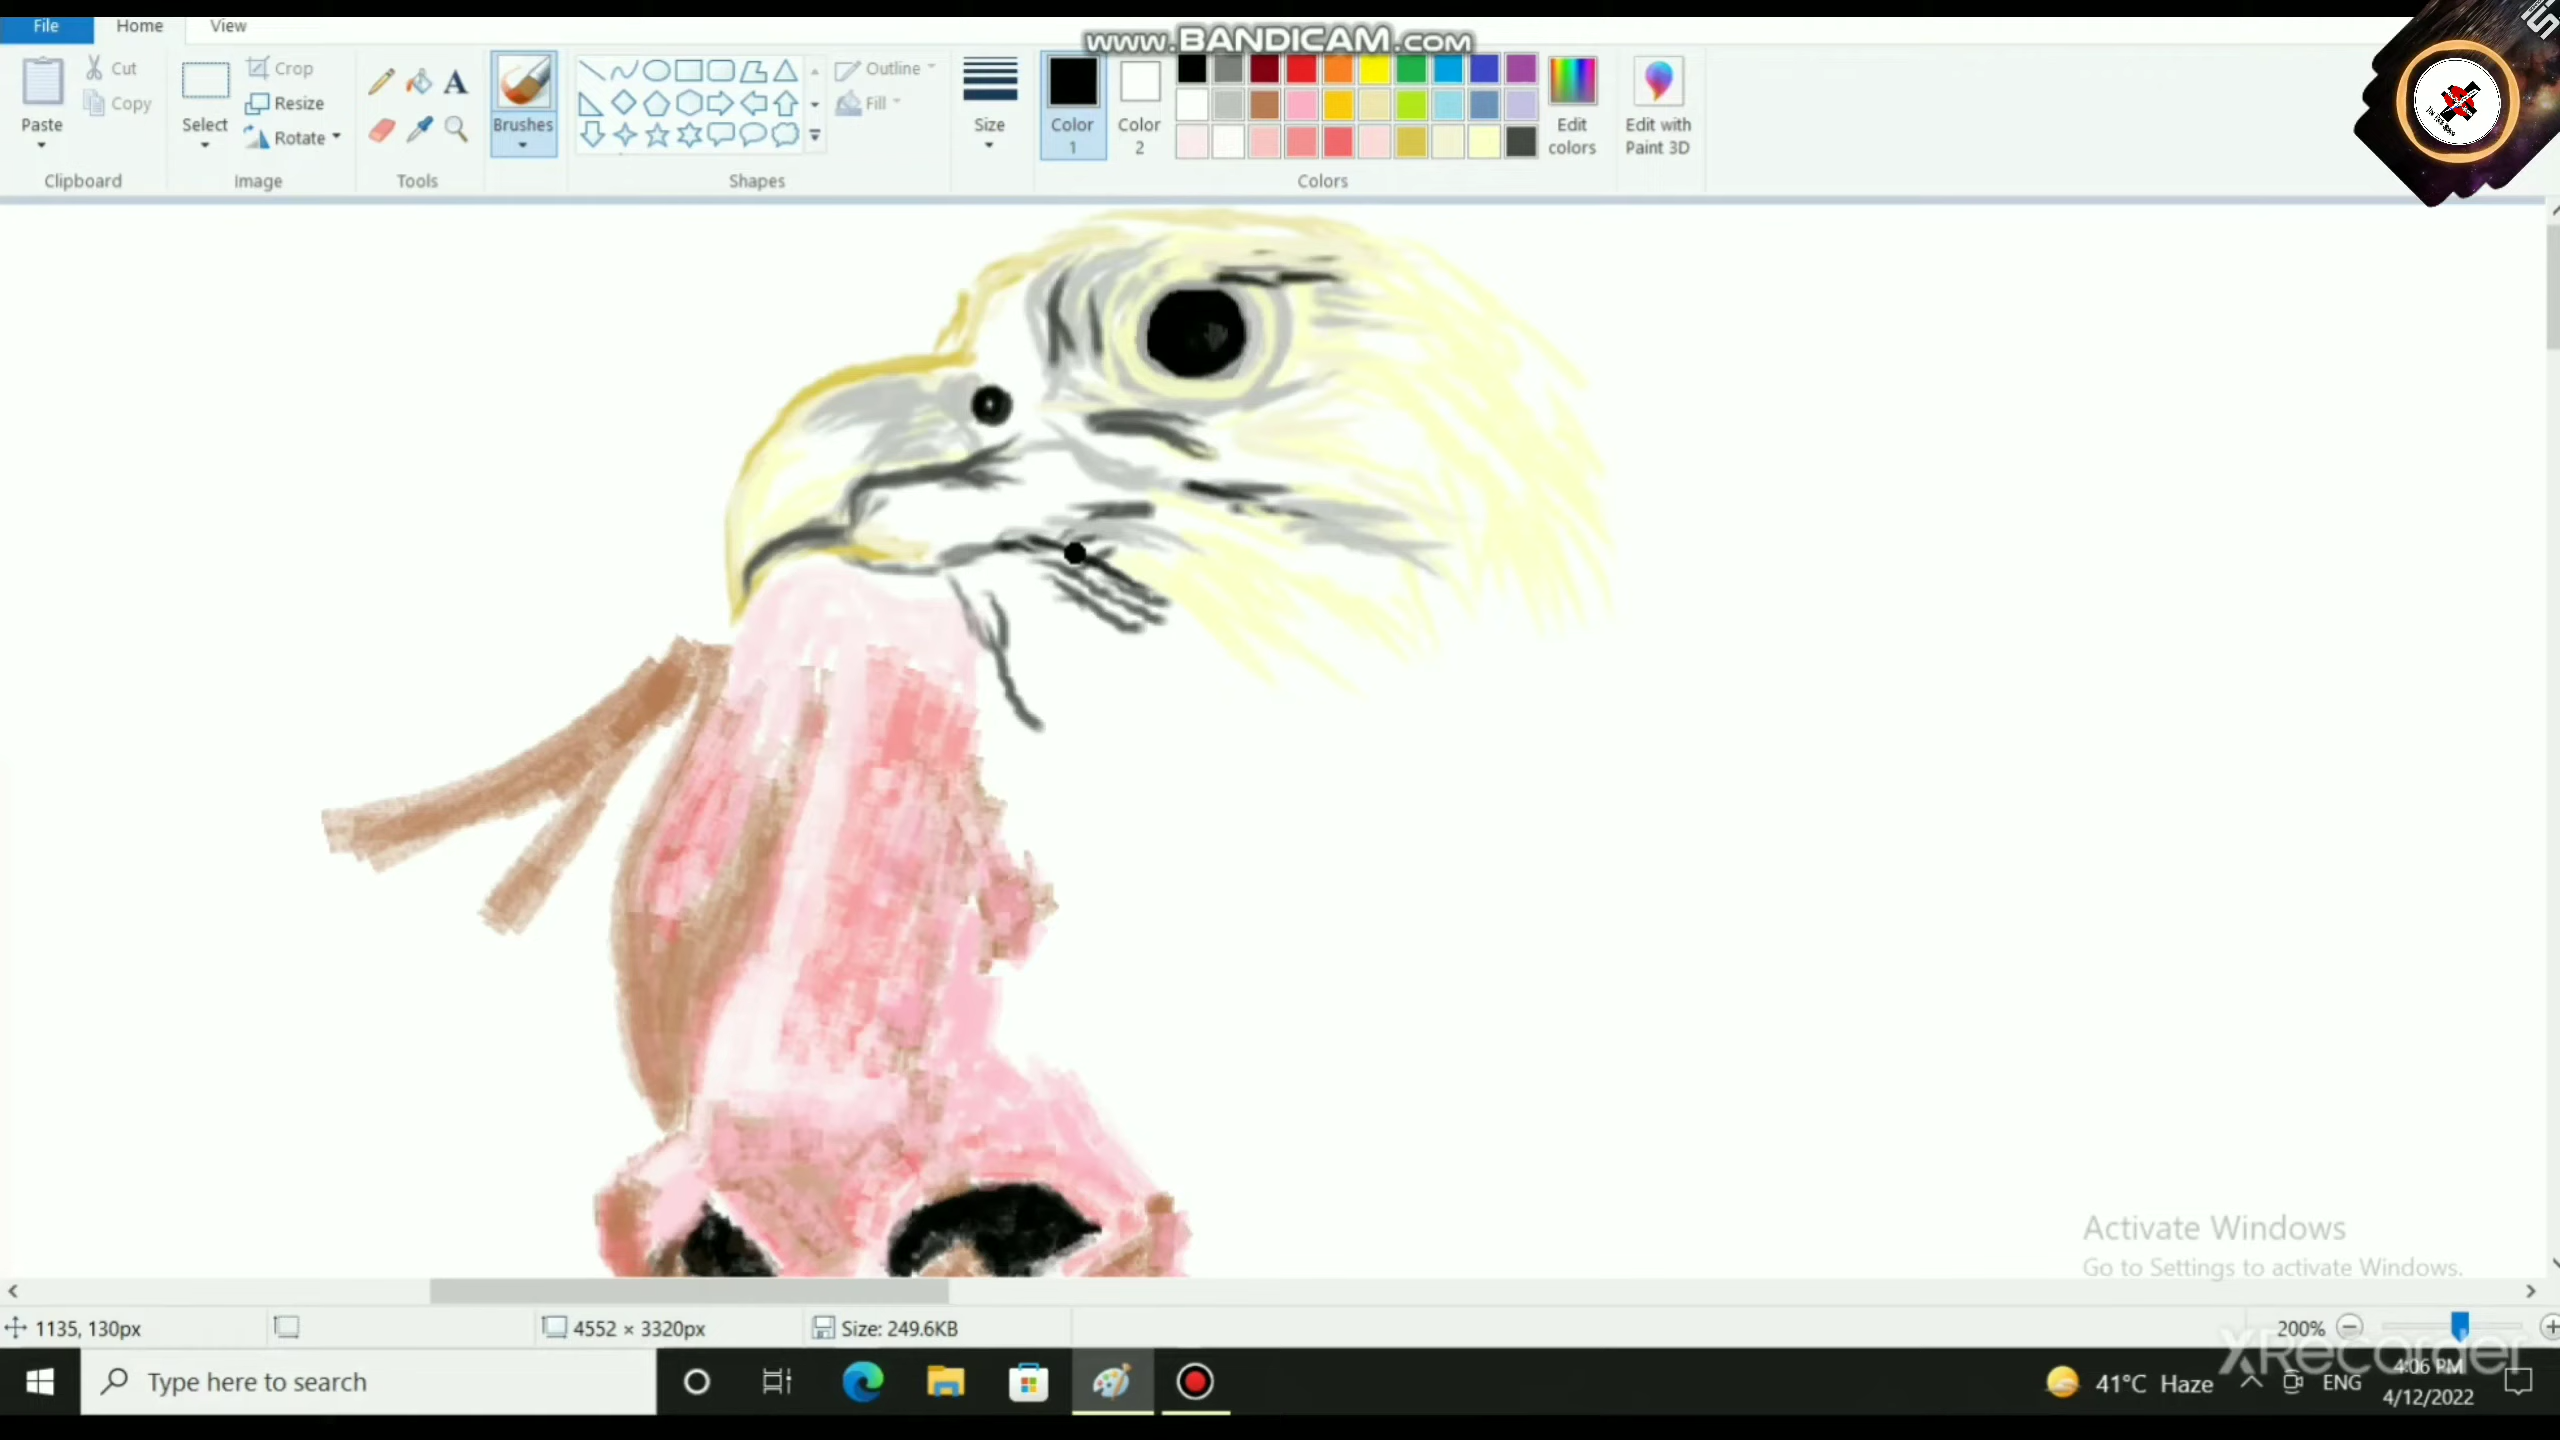 File Home View
www.BANDICAM.com
Paste
Cut
Copy
Clipboard
Select
Crop
Resize
Rotate
Image
A
Tools
Brushes
Shapes
Outline
Fill
Size
Color
1
Color
2
Colors
Edit
colors
Edit with
Paint 3D
Activate Windows
Go to Settings to activate Windows.
1135, 130px
4552 × 3320px
Size: 249.6KB
200%
XRecorder
Type here to search
41°C Haze
ENG
4:06 PM
4/12/2022